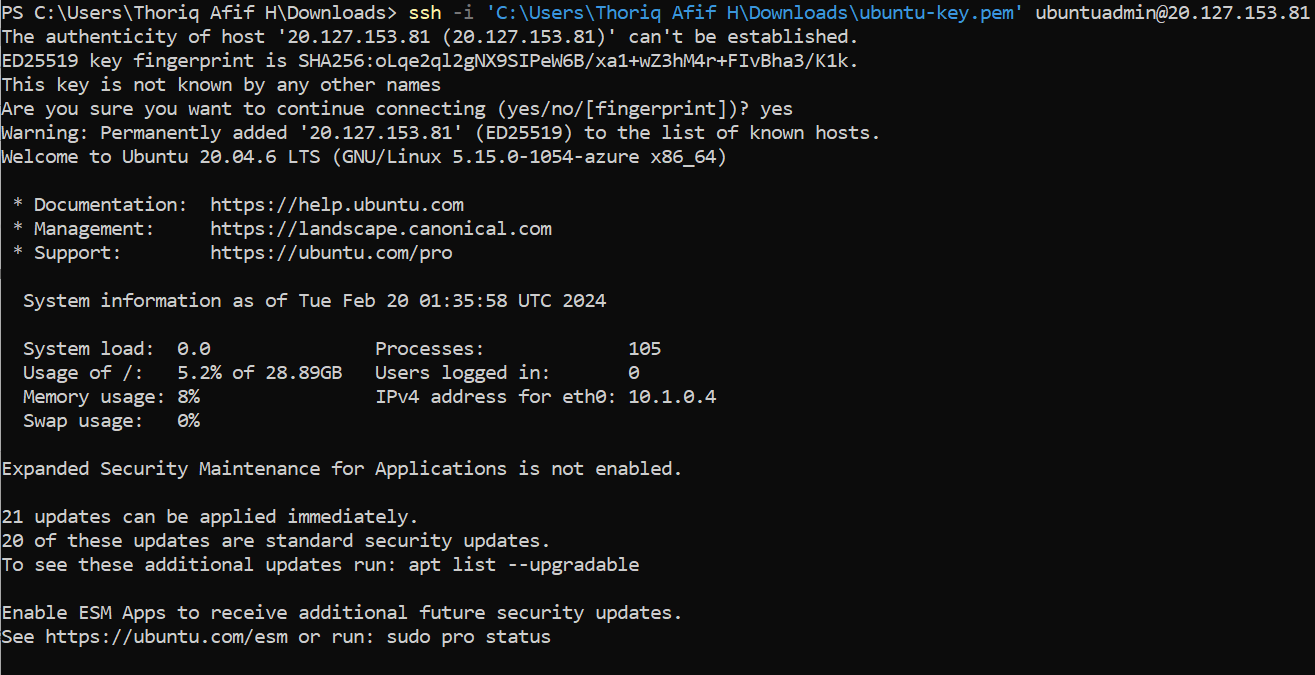 PS C:\Users\Thoriq Afif H\Downloads> ssh -i 'C:\Users\Thoriq Afif H\Downloads\ubuntu-key.pem' ubuntuadmin@20.127.153.81
The authenticity of host '20.127.153.81 (20.127.153.81)' can't be established.
ED25519 key fingerprint is SHA256:oLqe2ql2gNX9SIPeW6B/xa1+wZ3hM4r+FIvBha3/K1k.
This key is not known by any other names
Are you sure you want to continue connecting (yes/no/[fingerprint])? yes
Warning: Permanently added '20.127.153.81' (ED25519) to the list of known hosts.
Welcome to Ubuntu 20.04.6 LTS (GNU/Linux 5.15.0-1054-azure x86_64)

 * Documentation:  https://help.ubuntu.com
 * Management:     https://landscape.canonical.com
 * Support:        https://ubuntu.com/pro

  System information as of Tue Feb 20 01:35:58 UTC 2024

  System load:  0.0               Processes:             105
  Usage of /:   5.2% of 28.89GB   Users logged in:       0
  Memory usage: 8%                IPv4 address for eth0: 10.1.0.4
  Swap usage:   0%

Expanded Security Maintenance for Applications is not enabled.

21 updates can be applied immediately.
20 of these updates are standard security updates.
To see these additional updates run: apt list --upgradable

Enable ESM Apps to receive additional future security updates.
See https://ubuntu.com/esm or run: sudo pro status